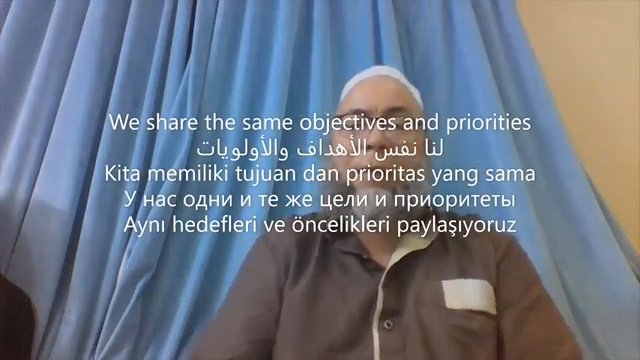 We share the same objectives and priorities
لنا نفس الأهداف والأولويات
Kita memiliki tujuan dan prioritas yang sama
У нас одни и те же цели и приоритеты
Aynı hedefleri ve öncelikleri paylaşıyoruz